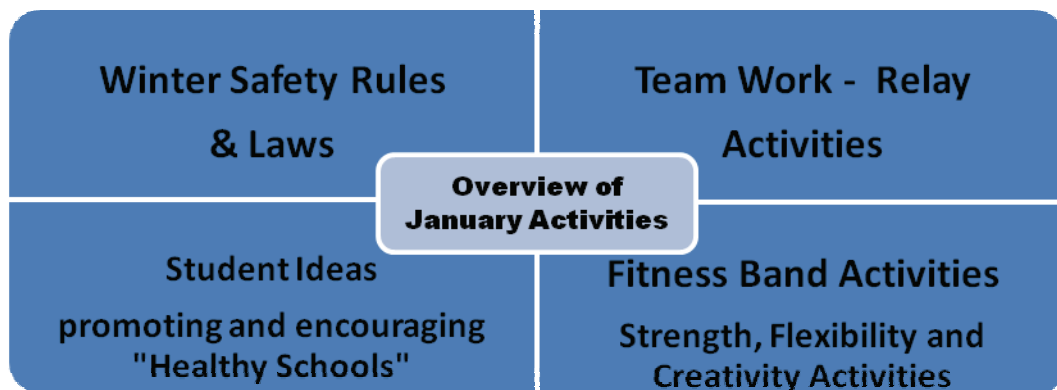 Winter Safety Rules
& Laws
Team Work - Relay
Activities
Overview of
January Activities
Student Ideas
promoting and encouraging
"Healthy Schools"
Fitness Band Activities
Strength, Flexibility and
Creativity Activities